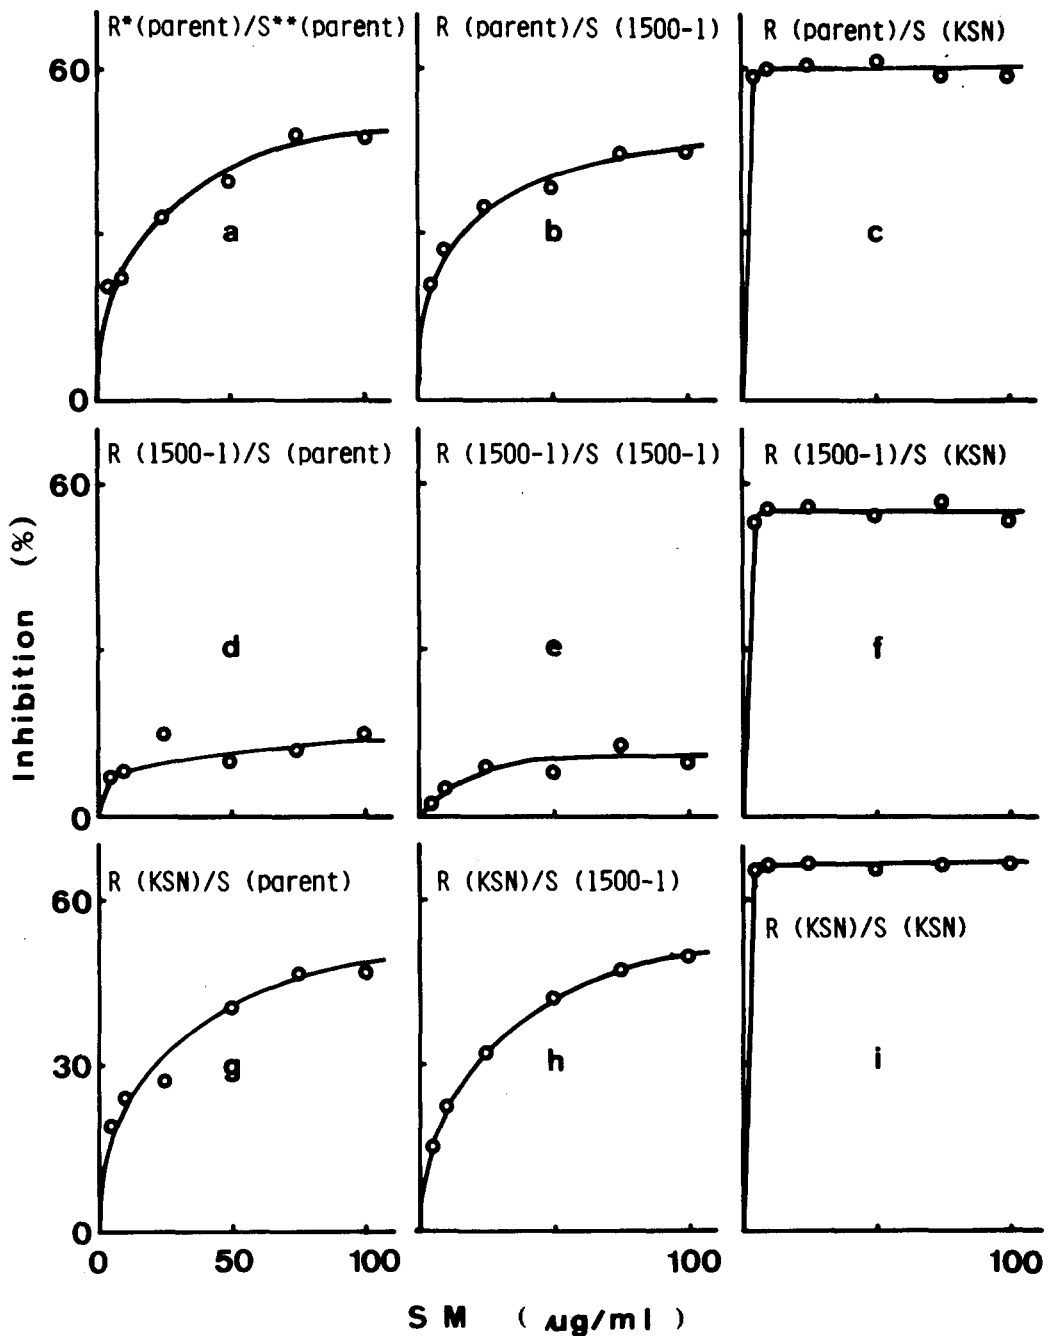 R*(parent)/S**(parent)
R (parent)/S (1500-1)
R (parent)/S (KSN)
60
a
b
c
0
R (1500-1)/S (parent)
R (1500-1)/S (1500-1)
R (1500-1)/S (KSN)
60
d
e
f
0
R (KSN)/S (parent)
R (KSN)/S (1500-1)
R (KSN)/S (KSN)
60
30
g
h
i
0
0
50
100
100
100
Inhibition (%)
SM (µg/ml)